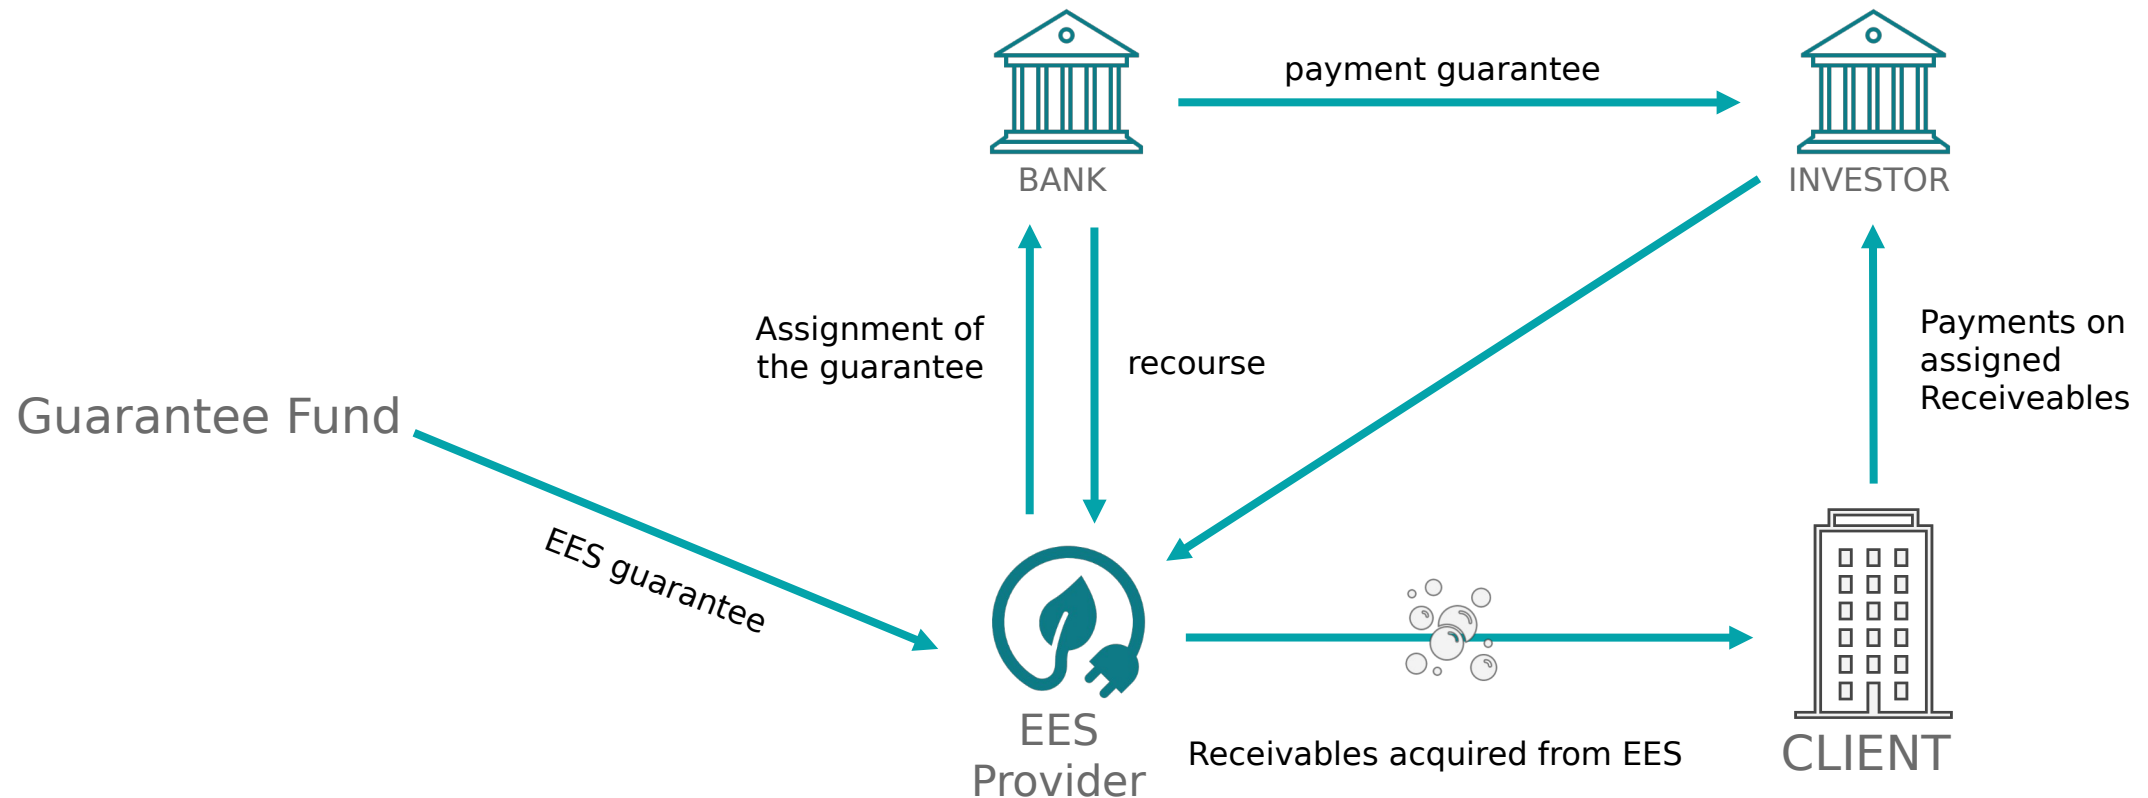 payment guarantee
BANK
INVESTOR
Assignment of
the guarantee
recourse
Payments on
assigned
Receiveables
Guarantee Fund
EES guarantee
EES
Provider
Receivables acquired from EES
CLIENT